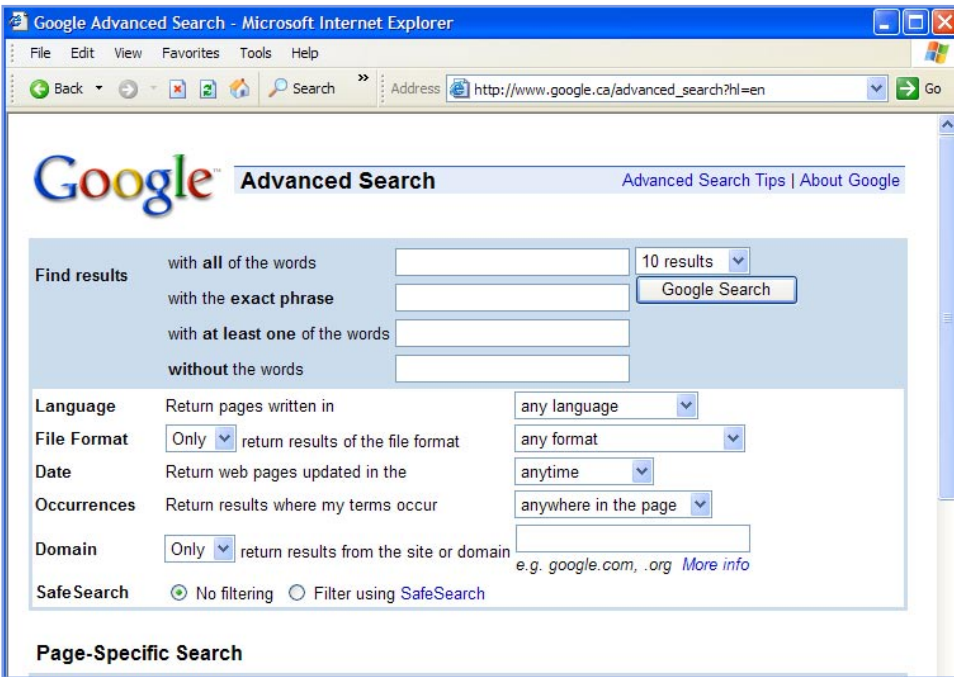 Google Advanced Search - Microsoft Internet Explorer
File Edit View Favorites Tools Help
Back Search » Address http://www.google.ca/advanced_search?hl=en Go
Google™ Advanced Search Advanced Search Tips | About Google
Find results with all of the words 10 results
Google Search
with the exact phrase
with at least one of the words
without the words
Language Return pages written in any language
File Format Only return results of the file format any format
Date Return web pages updated in the anytime
Occurrences Return results where my terms occur anywhere in the page
Domain Only return results from the site or domain
e.g. google.com, .org More info
SafeSearch No filtering Filter using SafeSearch
Page-Specific Search